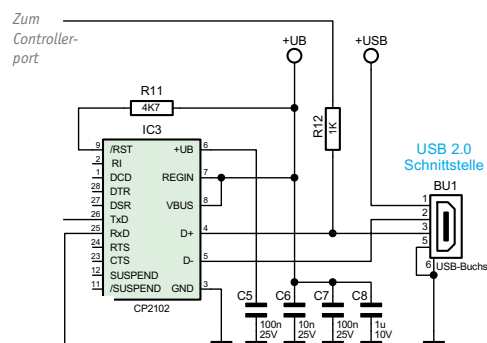 Zum
Controller-
port
+UB
+USB
R11
4K7
R12
1K
IC3
USB 2.0
Schnittstelle
BU1
9
/RST
+UB
6
2
RI
1
DCD
REGIN
7
28
DTR
27
DSR
VBUS
8
26
TxD
25
RxD
D+
4
24
RTS
23
CTS
D-
5
12
SUSPEND
11
/SUSPEND
GND
3
CP2102
1
2
3
5
6
USB-Buchs
C5
C6
C7
C8
100n
25V
10n
25V
100n
25V
1u
10V